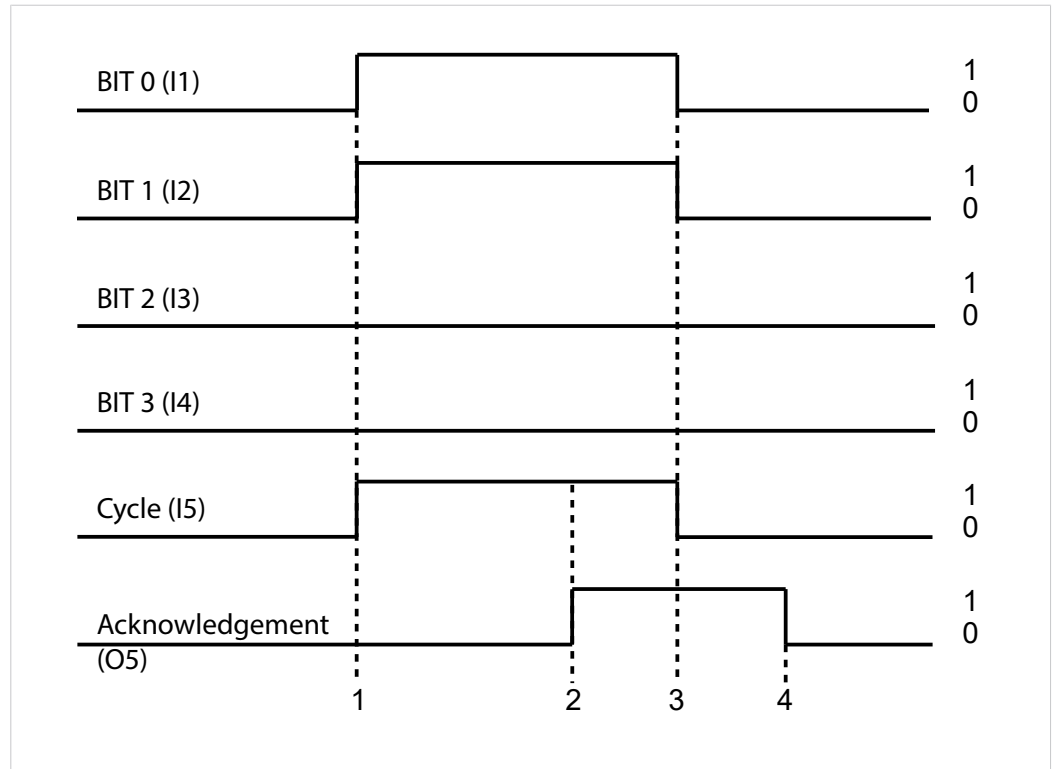 BIT 0 (I1)
1
0
BIT 1 (I2)
1
0
BIT 2 (I3)
1
0
BIT 3 (I4)
1
0
Cycle (I5)
1
0
Acknowledgement
(O5)
1
0
1 2 3 4